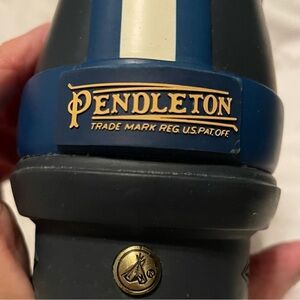 PENDLETON
TRADE MARK REG. U.S. PAT. OFF.